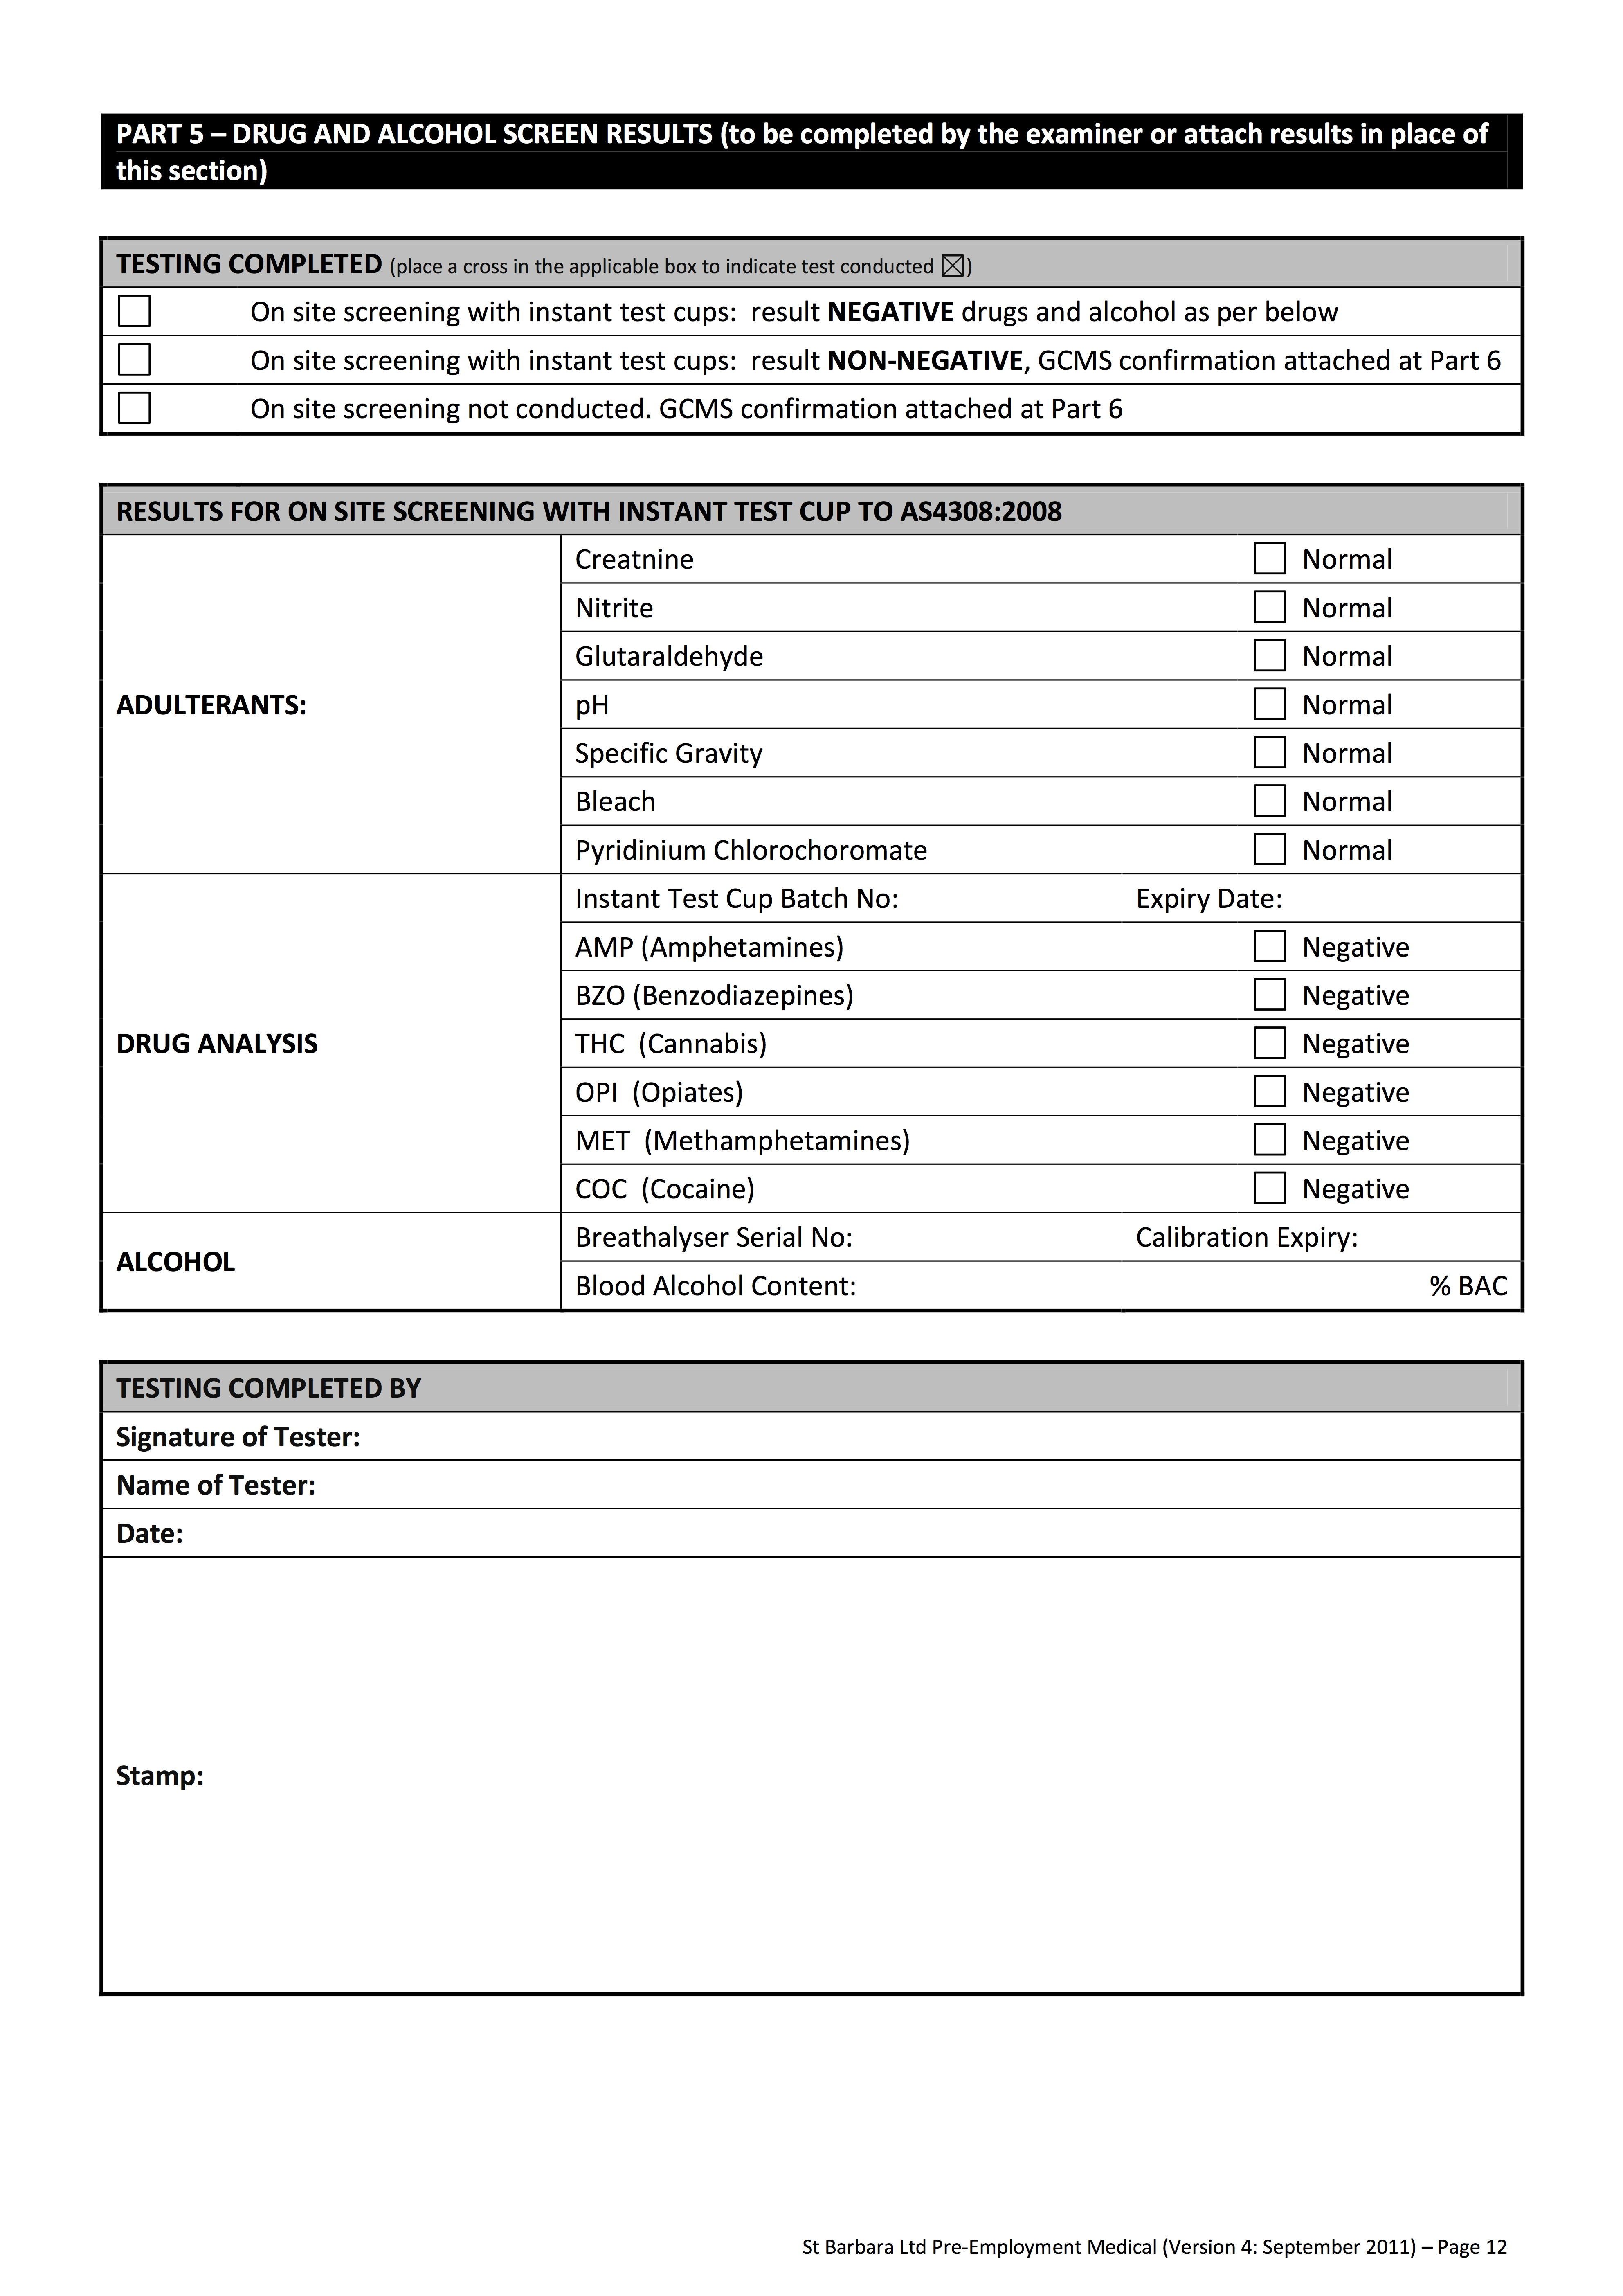 PART 5 – DRUG AND ALCOHOL SCREEN RESULTS (to be completed by the examiner or attach results in place of
this section)
TESTING COMPLETED (place a cross in the applicable box to indicate test conducted ☒)
☐ On site screening with instant test cups:  result NEGATIVE drugs and alcohol as per below
☐ On site screening with instant test cups:  result NON-NEGATIVE, GCMS confirmation attached at Part 6
☐ On site screening not conducted. GCMS confirmation attached at Part 6
RESULTS FOR ON SITE SCREENING WITH INSTANT TEST CUP TO AS4308:2008
ADULTERANTS:
Creatnine ☐ Normal
Nitrite ☐ Normal
Glutaraldehyde ☐ Normal
pH ☐ Normal
Specific Gravity ☐ Normal
Bleach ☐ Normal
Pyridinium Chlorochoromate ☐ Normal
DRUG ANALYSIS
Instant Test Cup Batch No: Expiry Date:
AMP (Amphetamines) ☐ Negative
BZO (Benzodiazepines) ☐ Negative
THC  (Cannabis) ☐ Negative
OPI  (Opiates) ☐ Negative
MET  (Methamphetamines) ☐ Negative
COC  (Cocaine) ☐ Negative
ALCOHOL
Breathalyser Serial No: Calibration Expiry:
Blood Alcohol Content: % BAC
TESTING COMPLETED BY
Signature of Tester:
Name of Tester:
Date:
Stamp:
St Barbara Ltd Pre-Employment Medical (Version 4: September 2011) – Page 12